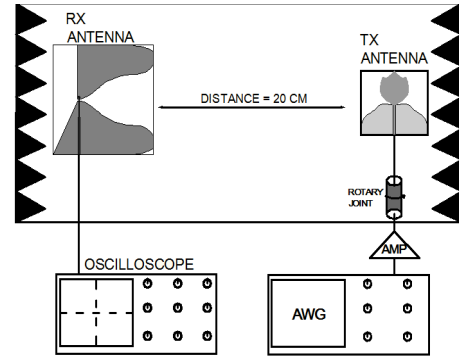 RX
ANTENNA
TX
ANTENNA
DISTANCE = 20 CM
ROTARY
JOINT
AMP
OSCILLOSCOPE
AWG